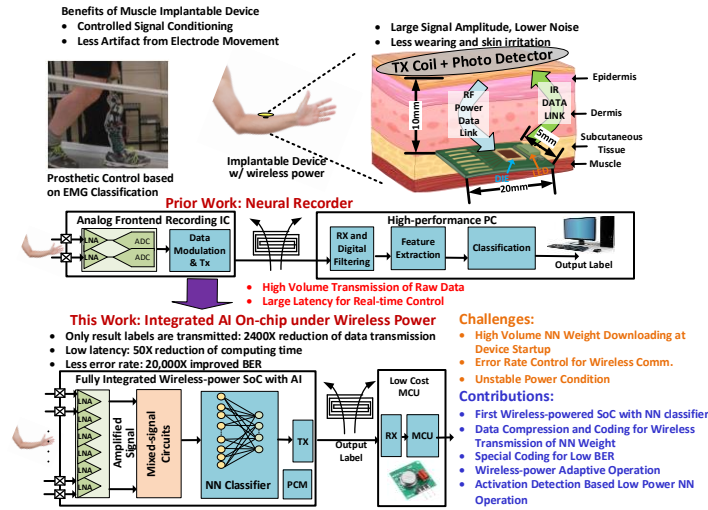 Benefits of Muscle Implantable Device
• Controlled Signal Conditioning
• Less Artifact from Electrode Movement
• Large Signal Amplitude, Lower Noise
• Less wearing and skin irritation
TX Coil + Photo Detector
Epidermis
Dermis
Subcutaneous
Tissue
Muscle
10mm
RF
Power
Data
Link
IR
DATA
LINK
5mm
LED
20mm
Prosthetic Control based
on EMG Classification
Implantable Device
w/ wireless power
Prior Work: Neural Recorder
Analog Frontend Recording IC
LNA
ADC
LNA
ADC
Data
Modulation
& Tx
High-performance PC
RX and
Digital
Filtering
Feature
Extraction
Classification
Output Label
• High Volume Transmission of Raw Data
• Large Latency for Real-time Control
This Work: Integrated AI On-chip under Wireless Power
• Only result labels are transmitted: 2400X reduction of data transmission
• Low latency: 50X reduction of computing time
• Less error rate: 20,000X improved BER
Fully Integrated Wireless-power SoC with AI
LNA
LNA
LNA
LNA
Amplified
Signal
Mixed-signal
Circuits
NN Classifier
TX
PCM
Output
Label
Low Cost
MCU
RX
MCU
Challenges:
• High Volume NN Weight Downloading at
Device Startup
• Error Rate Control for Wireless Comm.
• Unstable Power Condition
Contributions:
• First Wireless-powered SoC with NN classifier
• Data Compression and Coding for Wireless
Transmission of NN Weight
• Special Coding for Low BER
• Wireless-power Adaptive Operation
• Activation Detection Based Low Power NN
Operation